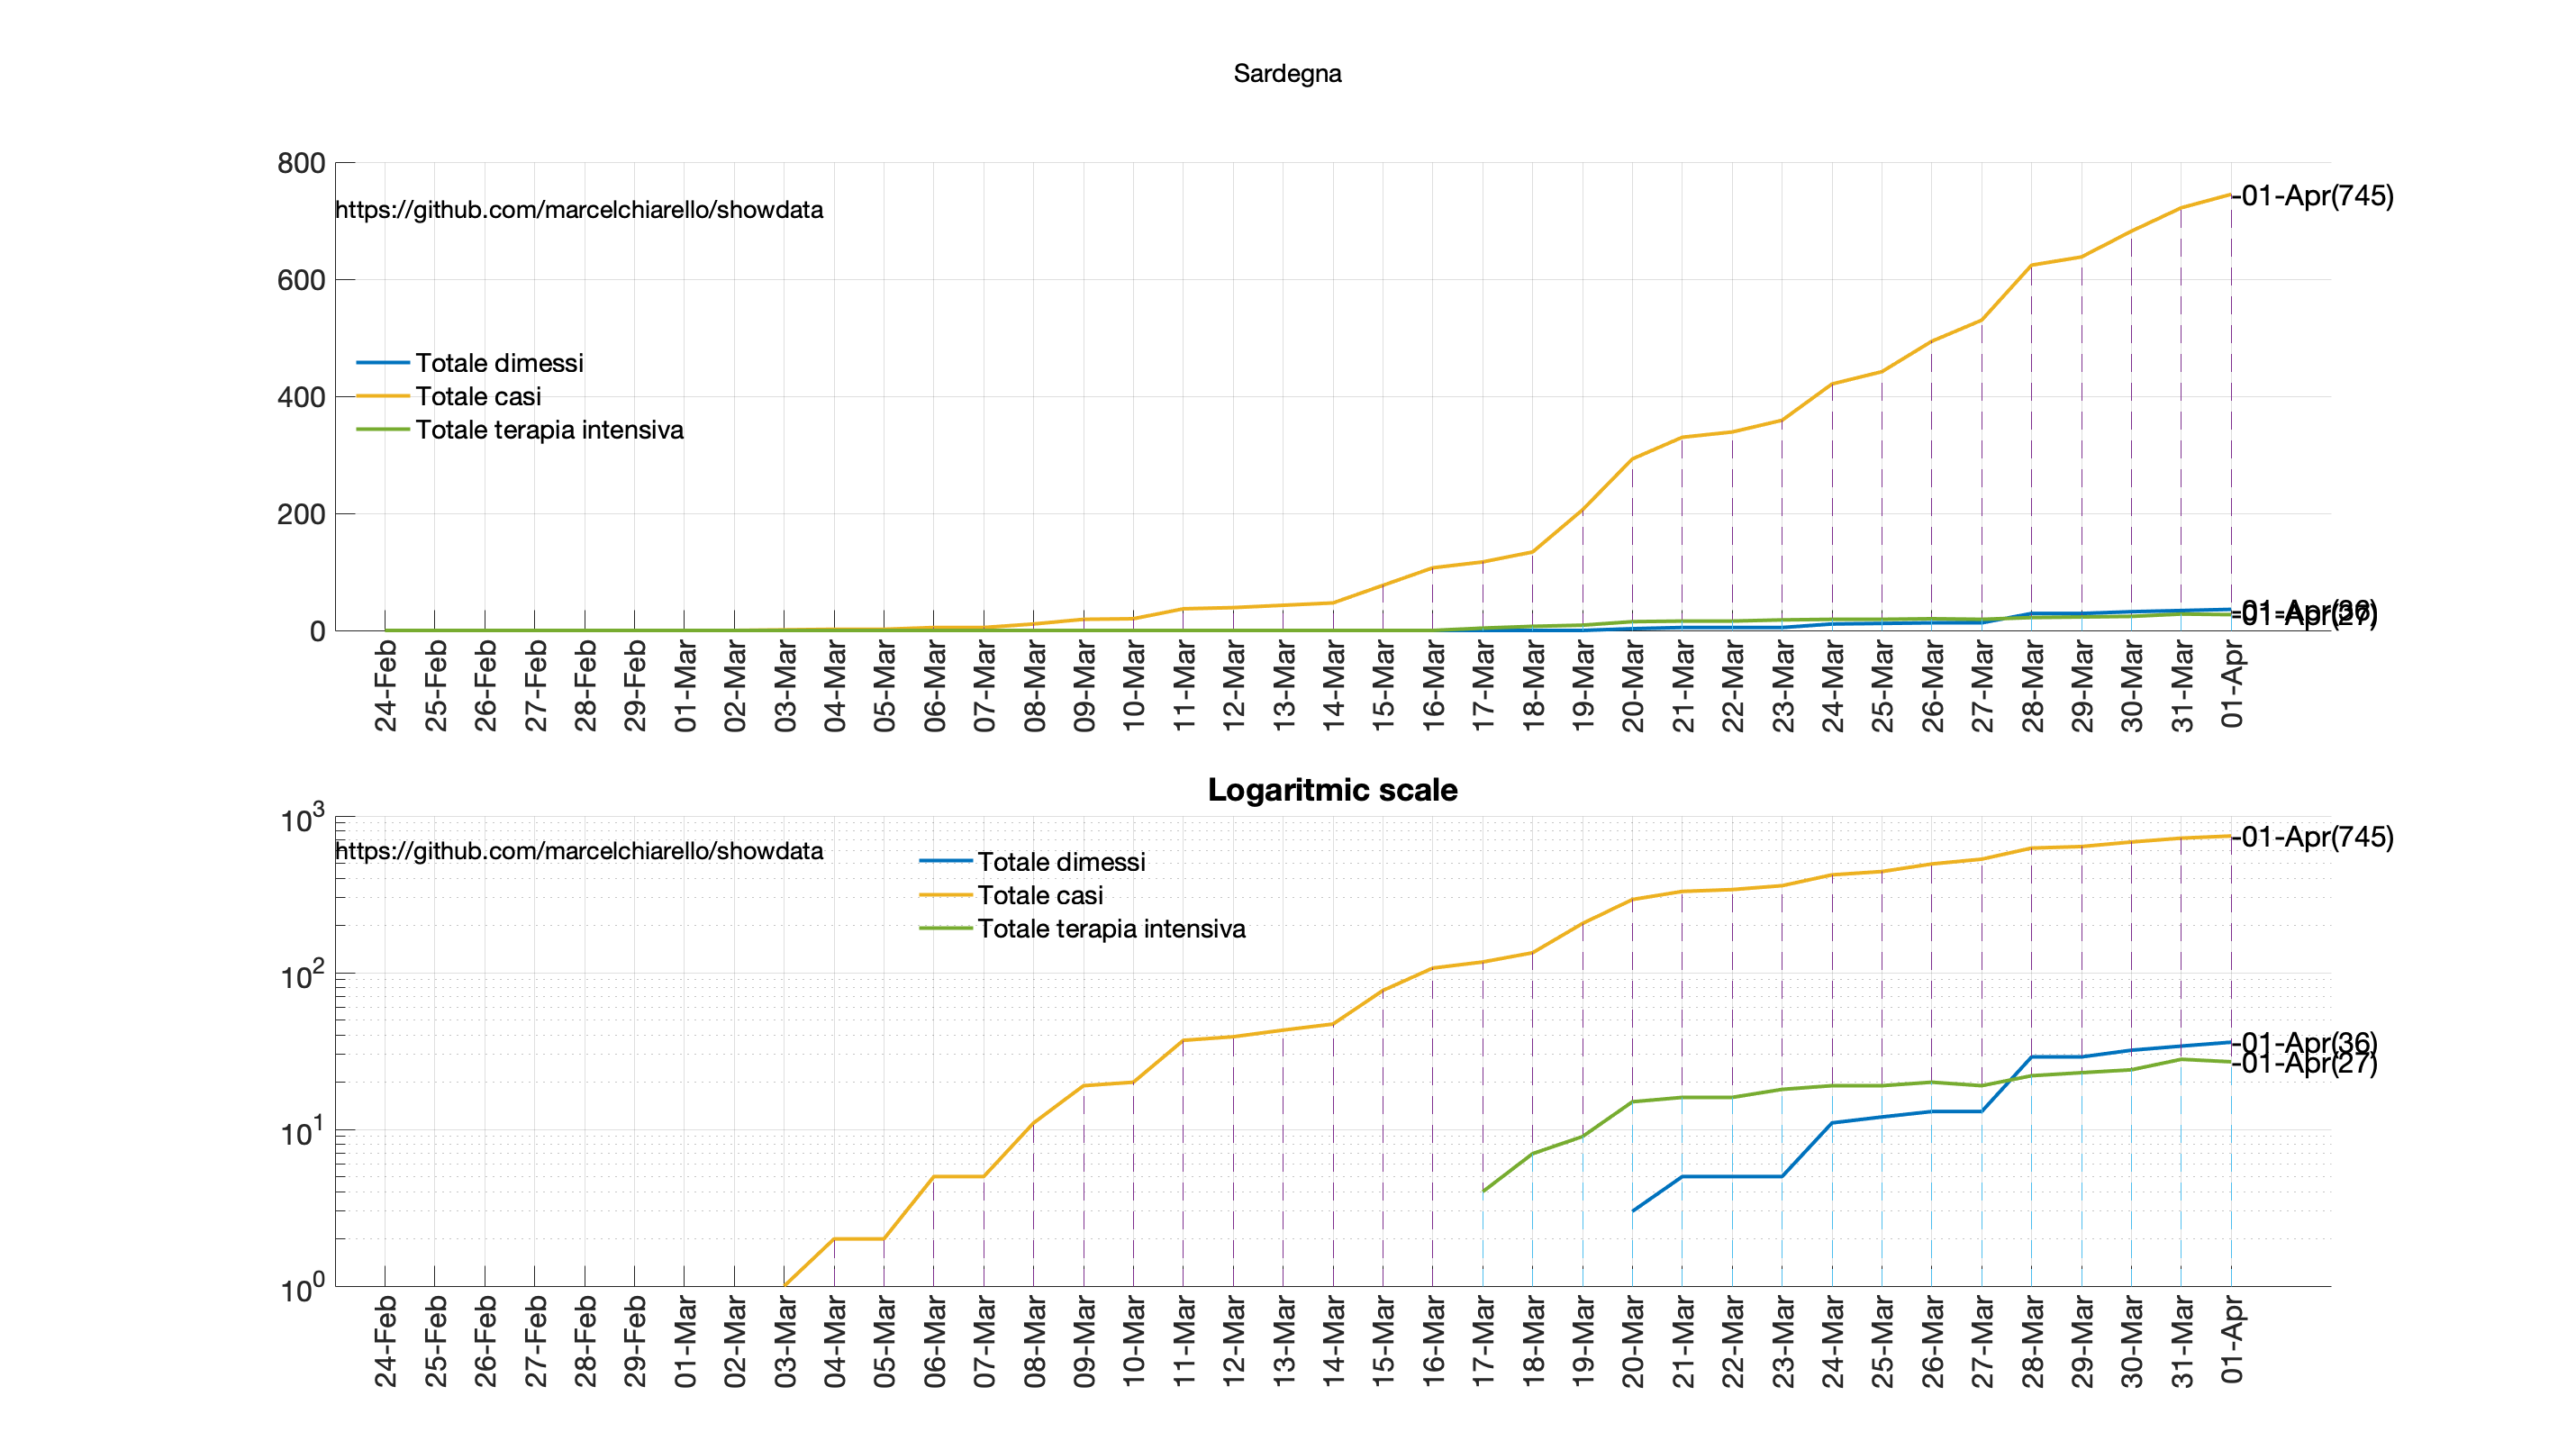 Sardegna
800
https://github.com/marcelchiarello/showdata
-01-Apr(745)
600
Totale dimessi
400
Totale casi
Totale terapia intensiva
200
-01-Apr(36)
-01-Apr(27)
0
24-Feb 25-Feb 26-Feb 27-Feb 28-Feb 29-Feb 01-Mar 02-Mar 03-Mar 04-Mar 05-Mar 06-Mar 07-Mar 08-Mar 09-Mar 10-Mar 11-Mar 12-Mar 13-Mar 14-Mar 15-Mar 16-Mar 17-Mar 18-Mar 19-Mar 20-Mar 21-Mar 22-Mar 23-Mar 24-Mar 25-Mar 26-Mar 27-Mar 28-Mar 29-Mar 30-Mar 31-Mar 01-Apr
Logaritmic scale
10^3
https://github.com/marcelchiarello/showdata
-01-Apr(745)
Totale dimessi
Totale casi
Totale terapia intensiva
10^2
-01-Apr(36)
-01-Apr(27)
10^1
10^0
24-Feb 25-Feb 26-Feb 27-Feb 28-Feb 29-Feb 01-Mar 02-Mar 03-Mar 04-Mar 05-Mar 06-Mar 07-Mar 08-Mar 09-Mar 10-Mar 11-Mar 12-Mar 13-Mar 14-Mar 15-Mar 16-Mar 17-Mar 18-Mar 19-Mar 20-Mar 21-Mar 22-Mar 23-Mar 24-Mar 25-Mar 26-Mar 27-Mar 28-Mar 29-Mar 30-Mar 31-Mar 01-Apr